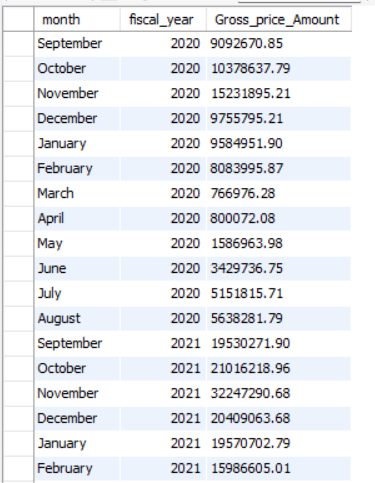 month fiscal_year Gross_price_Amount
September 2020 9092670.85
October 2020 10378637.79
November 2020 15231895.21
December 2020 9755795.21
January 2020 9584951.90
February 2020 8083995.87
March 2020 766976.28
April 2020 800072.08
May 2020 1586963.98
June 2020 3429736.75
July 2020 5151815.71
August 2020 5638281.79
September 2021 19530271.90
October 2021 21016218.96
November 2021 32247290.68
December 2021 20409063.68
January 2021 19570702.79
February 2021 15986605.01